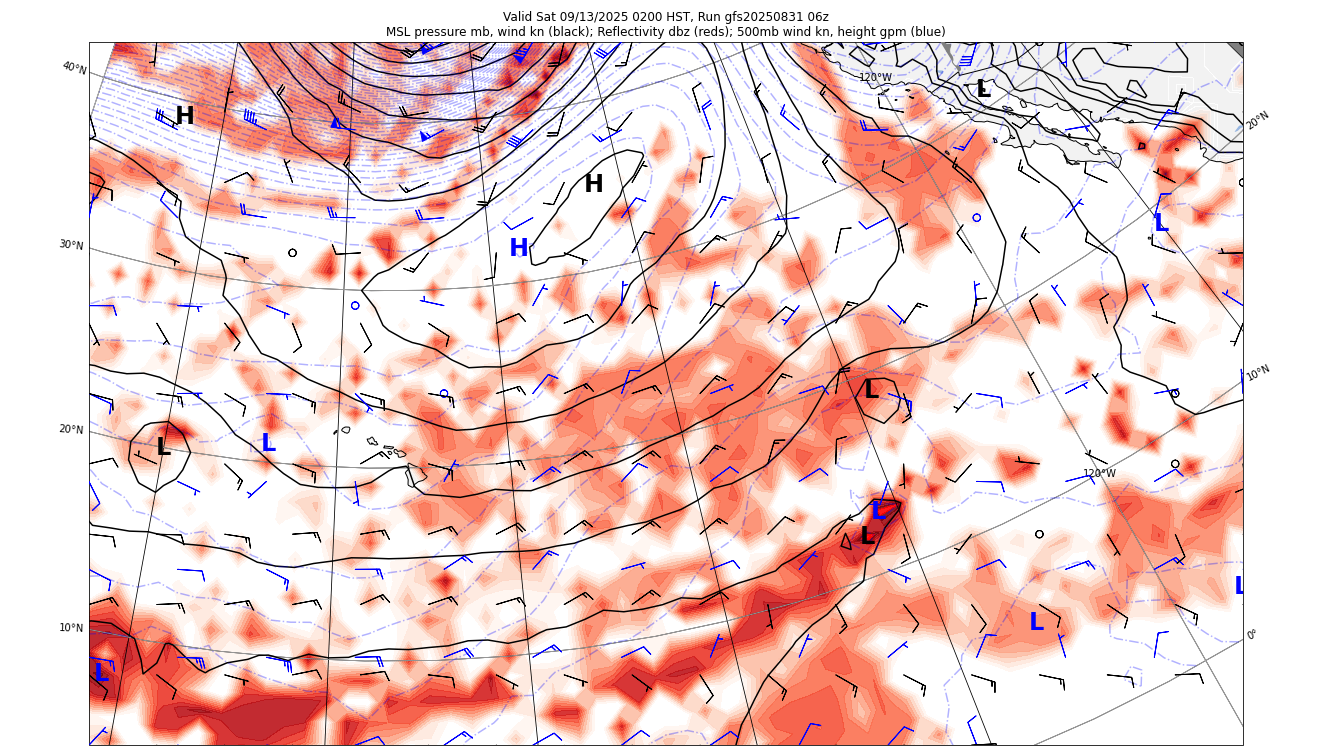 Valid Sat 09/13/2025 0200 HST, Run gfs20250831 06z
MSL pressure mb, wind kn (black); Reflectivity dbz (reds); 500mb wind kn, height gpm (blue)
40°N
120°W
L
20°N
H
H
L
30°N
H
10°N
L
20°N
L
L
120°W
L
L
L
10°N
L
0°
L